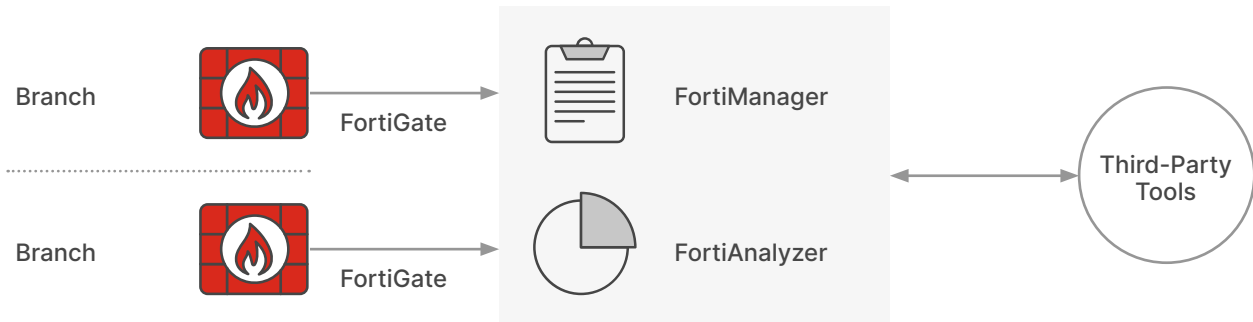 Branch
FortiGate
FortiManager
Branch
FortiGate
FortiAnalyzer
Third-Party
Tools